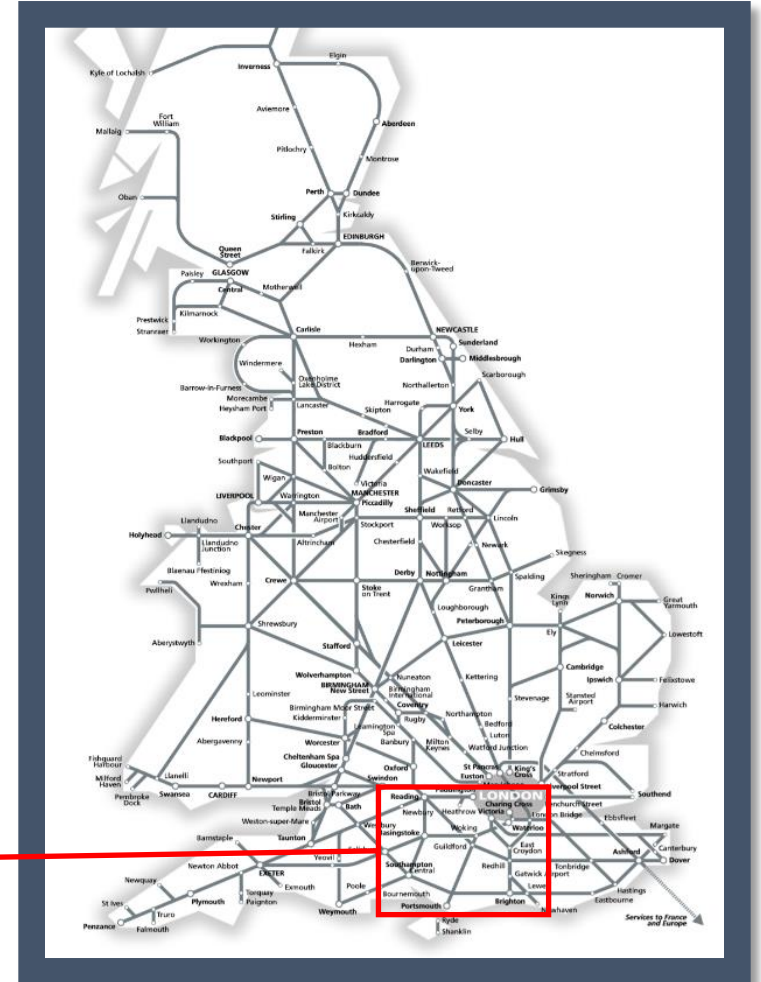 Elgin
Inverness
Kyle of Lochalsh
Aviemore
Fort
William
Aberdeen
Mallaig
Pitlochry
Montrose
Perth
Dundee
Oban
Kirkcaldy
Stirling
EDINBURGH
Queen
Street
Falkirk
Berwick-
upon-Tweed
Paisley
GLASGOW
Central
Motherwell
Prestwick
Kilmarnock
Stranraer
Carlisle
NEWCASTLE
Workington
Hexham
Durham
Sunderland
Darlington
Middlesbrough
Windermere
Scarborough
Oxenholme
Lake District
Barrow-in-Furness
Northallerton
Morecambe
Lancaster
Harrogate
York
Heysham Port
Skipton
Blackpool
Preston
Bradford
LEEDS
Selby
Hull
Blackburn
Huddersfield
Southport
Bolton
Wakefield
Wigan
Victoria
Doncaster
MANCHESTER
Piccadilly
Grimsby
LIVERPOOL
Warrington
Manchester
Airport
Sheffield
Retford
Lincoln
Llandudno
Chester
Stockport
Worksop
Holyhead
Llandudno
Junction
Altrincham
Chesterfield
Newark
Skegness
Blaenau Ffestiniog
Derby
Nottingham
Spalding
Sheringham
Cromer
Pwllheli
Wrexham
Crewe
Stoke
on Trent
Grantham
Kings
Lynn
Norwich
Great
Yarmouth
Loughborough
Shrewsbury
Peterborough
Ely
Lowestoft
Aberystwyth
Stafford
Leicester
Cambridge
Wolverhampton
Nuneaton
Kettering
Ipswich
Felixstowe
BIRMINGHAM
New Street
Birmingham
International
Stansted
Airport
Leominster
Coventry
Stevenage
Harwich
Birmingham Moor Street
Kidderminster
Rugby
Northampton
Hereford
Leamington
Spa
Bedford
Colchester
Worcester
Banbury
Milton
Keynes
Luton
Abergavenny
Watford Junction
Chelmsford
Cheltenham Spa
Gloucester
Oxford
St Pancras
King's
Cross
Fishguard
Harbour
Llanelli
Newport
Swindon
Euston
Stratford
Milford
Haven
Swansea
CARDIFF
Bristol Parkway
Liverpool Street
Pembroke
Dock
Bristol
Temple Meads
Bath
Reading
Paddington
LONDON
Southend
Charing Cross
Fenchurch Street
Weston-super-Mare
Newbury
Heathrow
Victoria
London Bridge
Ebbsfleet
Westbury
Basingstoke
Woking
Waterloo
Margate
Barnstaple
Taunton
Guildford
East
Croydon
Canterbury
Yeovil
Ashford
Dover
Newton Abbot
EXETER
Southampton
Central
Redhill
Tonbridge
Gatwick Airport
Newquay
Exmouth
Poole
Lewes
Hastings
Torquay
Bournemouth
Eastbourne
St Ives
Plymouth
Paignton
Weymouth
Portsmouth
Brighton
Newhaven
Truro
Penzance
Falmouth
Ryde
Shanklin
Services to France
and Europe